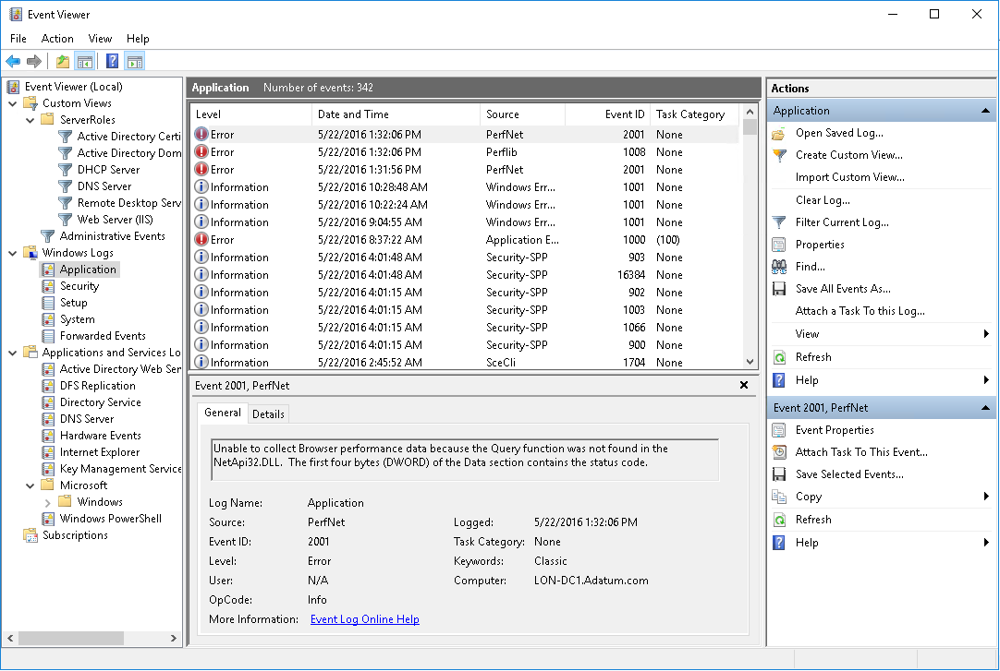 Event Viewer
File Action View Help
Event Viewer (Local)
Custom Views
ServerRoles
Active Directory Certi
Active Directory Dom
DHCP Server
DNS Server
Remote Desktop Serv
Web Server (IIS)
Administrative Events
Windows Logs
Application
Security
Setup
System
Forwarded Events
Applications and Services Lo
Active Directory Web Ser
DFS Replication
Directory Service
DNS Server
Hardware Events
Internet Explorer
Key Management Service
Microsoft
Windows
Windows PowerShell
Subscriptions
Application Number of events: 342
Level Date and Time Source Event ID Task Category
Error 5/22/2016 1:32:06 PM PerfNet 2001 None
Error 5/22/2016 1:32:06 PM Perflib 1008 None
Error 5/22/2016 1:31:56 PM PerfNet 2001 None
Information 5/22/2016 10:28:48 AM Windows Err... 1001 None
Information 5/22/2016 10:22:24 AM Windows Err... 1001 None
Information 5/22/2016 9:04:55 AM Windows Err... 1001 None
Error 5/22/2016 8:37:22 AM Application E... 1000 (100)
Information 5/22/2016 4:01:48 AM Security-SPP 903 None
Information 5/22/2016 4:01:48 AM Security-SPP 16384 None
Information 5/22/2016 4:01:15 AM Security-SPP 902 None
Information 5/22/2016 4:01:15 AM Security-SPP 1003 None
Information 5/22/2016 4:01:15 AM Security-SPP 1066 None
Information 5/22/2016 4:01:15 AM Security-SPP 900 None
Information 5/22/2016 2:45:52 AM SceCli 1704 None
Event 2001, PerfNet
General Details
Unable to collect Browser performance data because the Query function was not found in the
NetApi32.DLL. The first four bytes (DWORD) of the Data section contains the status code.
Log Name: Application
Source: PerfNet Logged: 5/22/2016 1:32:06 PM
Event ID: 2001 Task Category: None
Level: Error Keywords: Classic
User: N/A Computer: LON-DC1.Adatum.com
OpCode: Info
More Information: Event Log Online Help
Actions
Application
Open Saved Log...
Create Custom View...
Import Custom View...
Clear Log...
Filter Current Log...
Properties
Find...
Save All Events As...
Attach a Task To this Log...
View
Refresh
Help
Event 2001, PerfNet
Event Properties
Attach Task To This Event...
Save Selected Events...
Copy
Refresh
Help